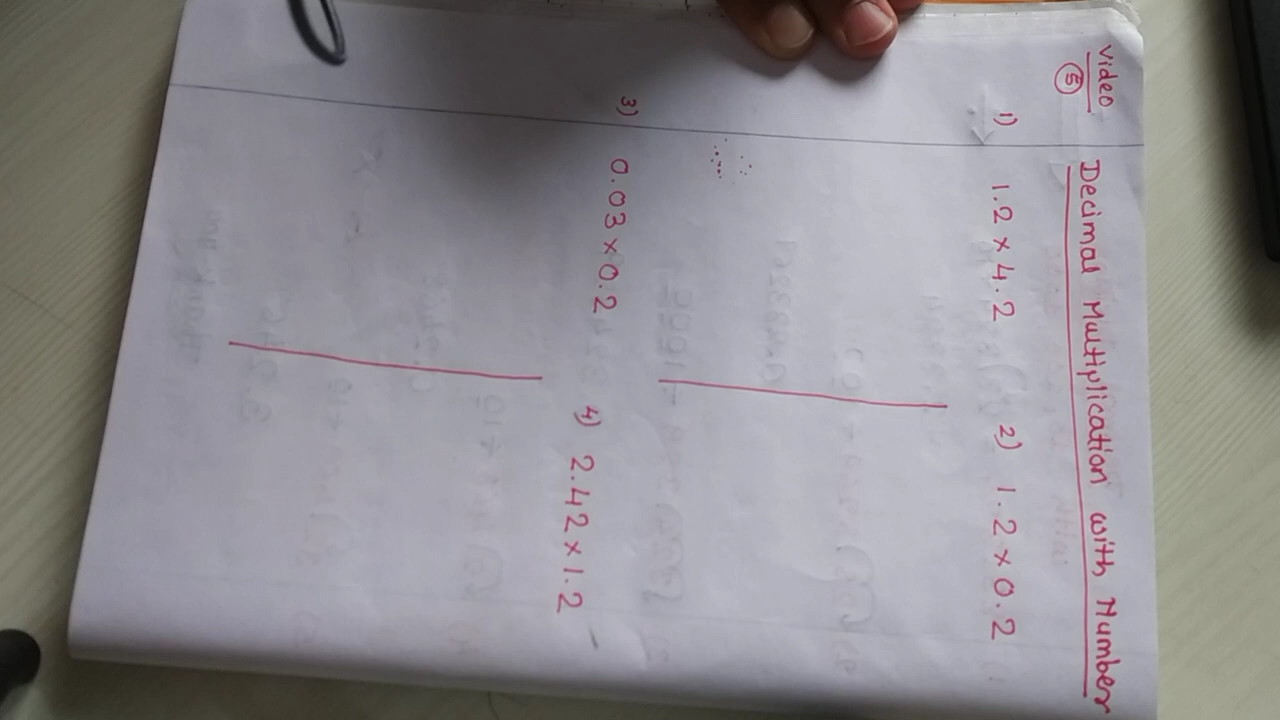 Video
5
Decimal Multiplication with Number
1) 1.2 × 4.2
2) 1.2 × 0.2
3) 0.03 × 0.2
4) 2.42 × 1.2